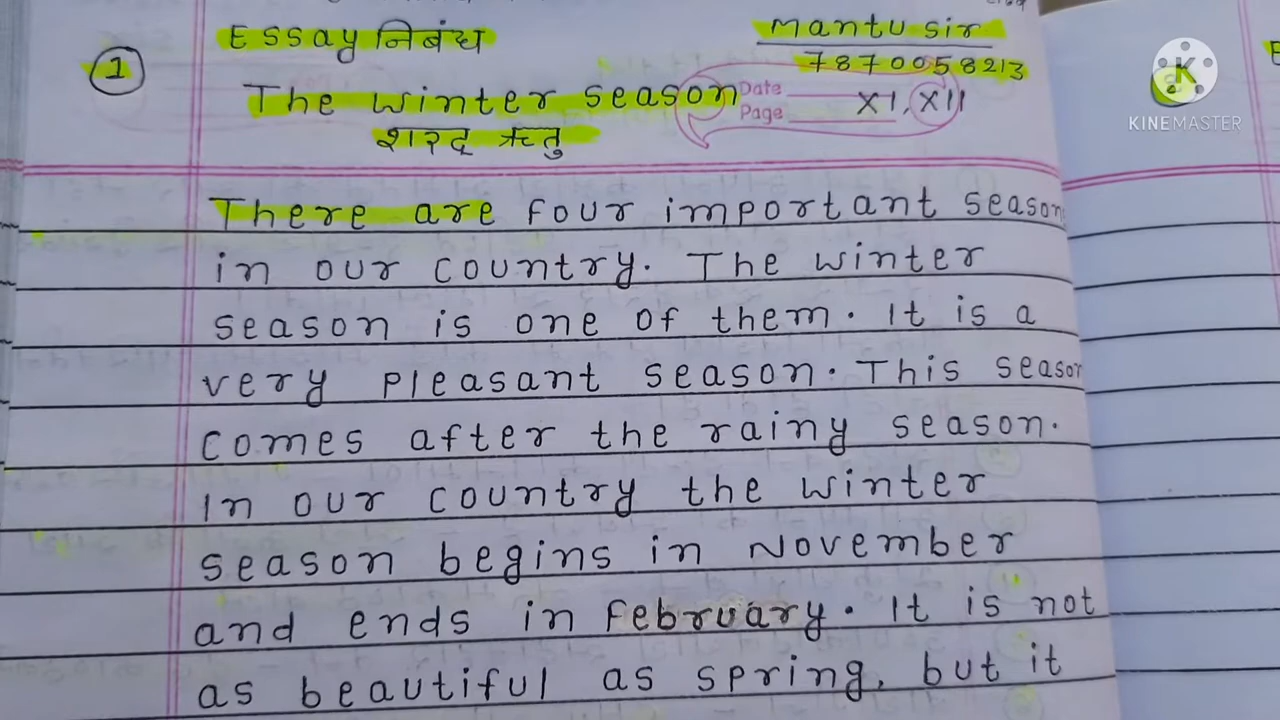 Essay निबंध
Mantu sir
7870058213
1
The winter season
शरद ऋतु
Date
Page
XI, XII
K
KINEMASTER
There are four important season
in our country. The winter
season is one of them. It is a
very pleasant season. This season
comes after the rainy season.
In our country the winter
season begins in November
and ends in February. It is not
as beautiful as spring, but it